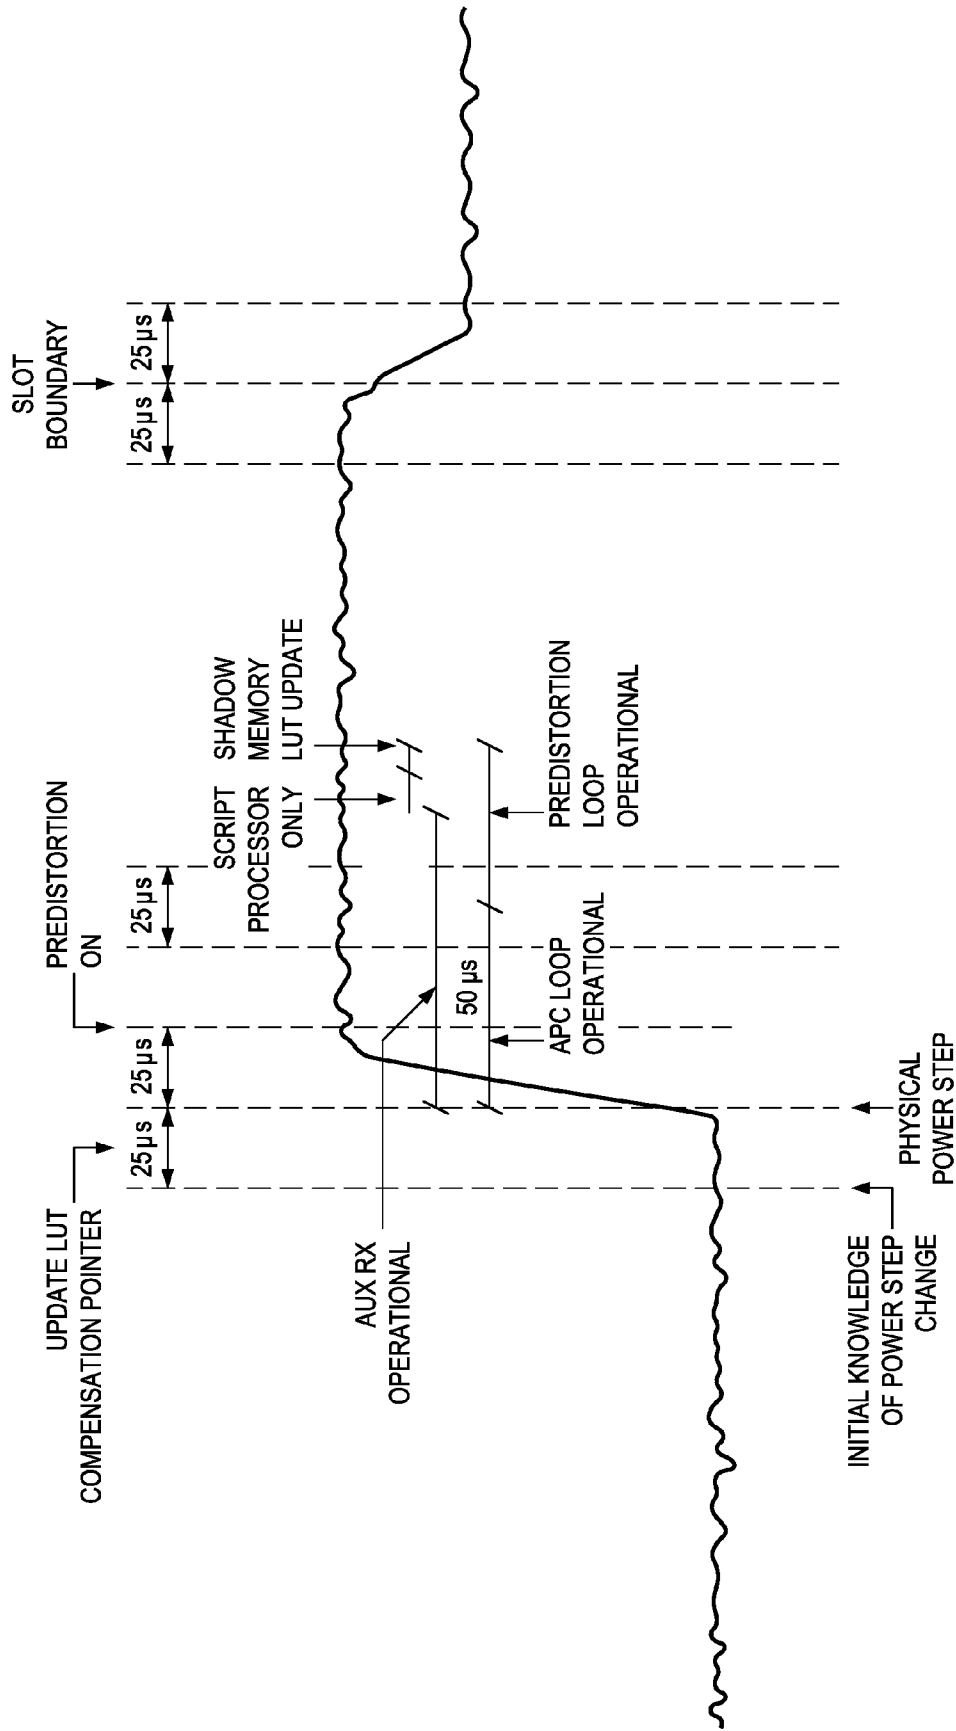 UPDATE LUT
COMPENSATION POINTER
PREDISTORTION
ON
SLOT
BOUNDARY
25µs
25µs
25µs
25µs
25µs
SCRIPT
PROCESSOR
ONLY
SHADOW
MEMORY
LUT UPDATE
AUX RX
OPERATIONAL
50 µs
APC LOOP
OPERATIONAL
PREDISTORTION
LOOP
OPERATIONAL
INITIAL KNOWLEDGE
OF POWER STEP
CHANGE
PHYSICAL
POWER STEP